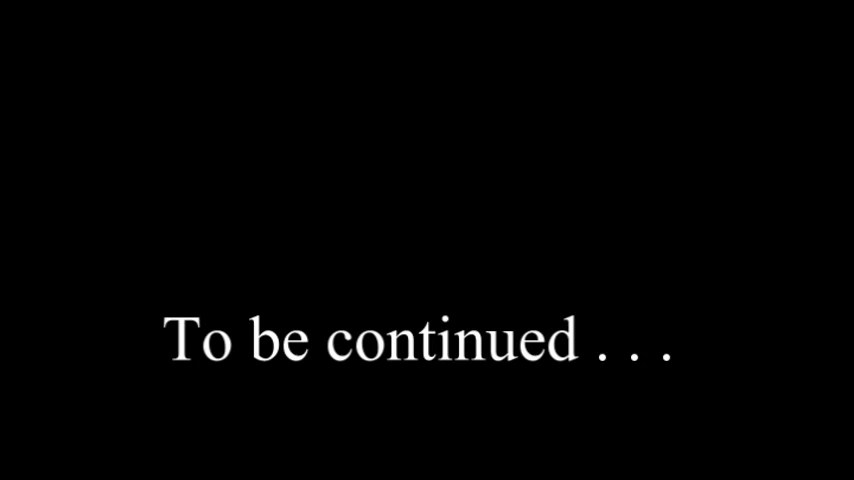 To be continued . . .